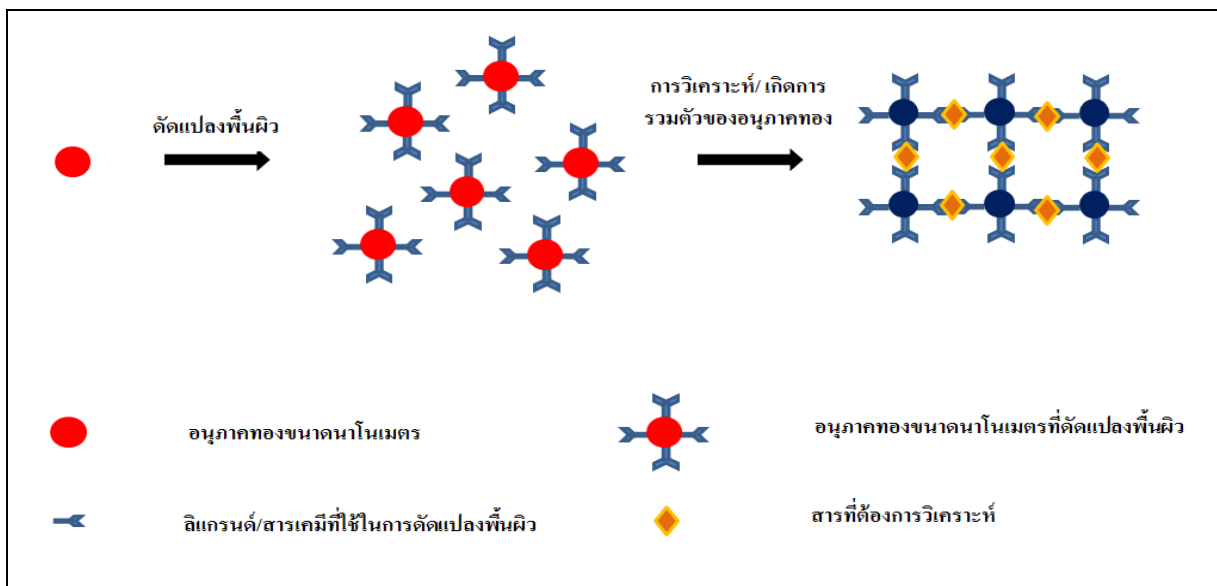 ดัดแปลงพื้นผิว
การวิเคราะห์/ เกิดการ
รวมตัวของอนุภาคทอง
อนุภาคทองขนาดนาโนเมตร
อนุภาคทองขนาดนาโนเมตรที่ดัดแปลงพื้นผิว
ลิแกรนด์/สารเคมีที่ใช้ในการดัดแปลงพื้นผิว
สารที่ต้องการวิเคราะห์